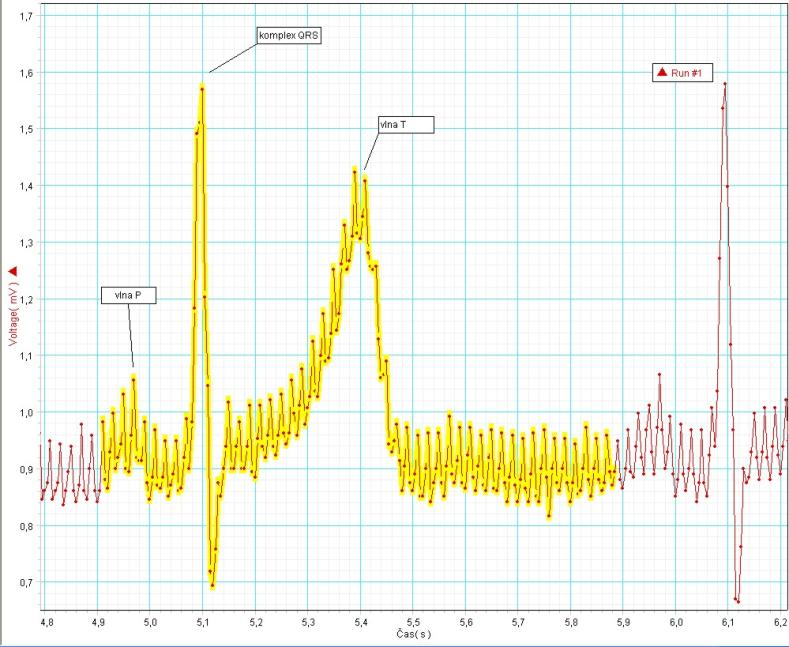 1,7
komplex QRS
1,6
Run #1
1,5
vlna T
1,4
1,3
vlna P
1,2
Voltage( mV )
1,1
1,0
0,9
0,8
0,7
4,8 4,9 5,0 5,1 5,2 5,3 5,4 5,5 5,6 5,7 5,8 5,9 6,0 6,1 6,2
Čas( s )